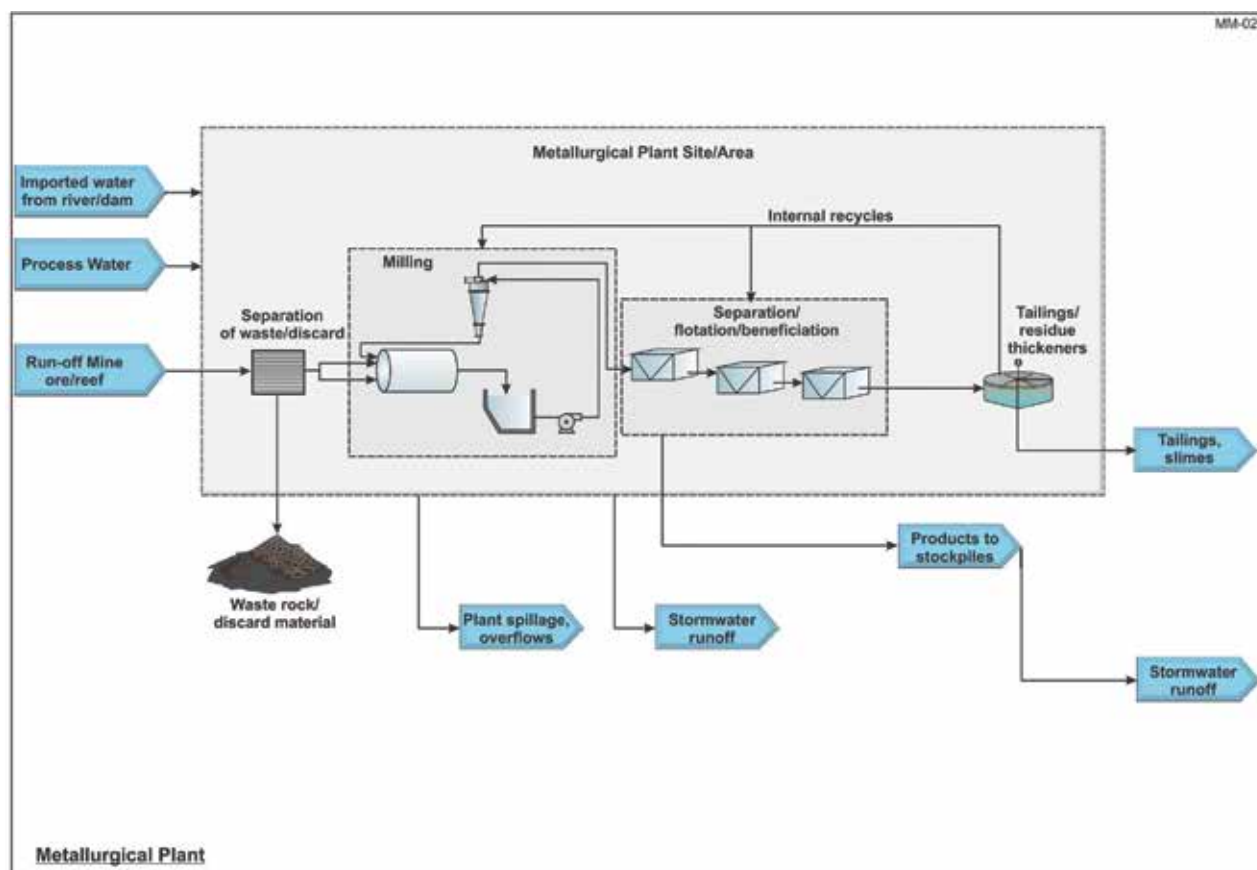 MM-02
Metallurgical Plant Site/Area
Imported water
from river/dam
Internal recycles
Process Water
Milling
Separation
of waste/discard
Separation/
flotation/beneficiation
Tailings/
residue
thickeners
Run-off Mine
ore/reef
Tailings,
slimes
Products to
stockpiles
Waste rock/
discard material
Plant spillage,
overflows
Stormwater
runoff
Stormwater
runoff
Metallurgical Plant